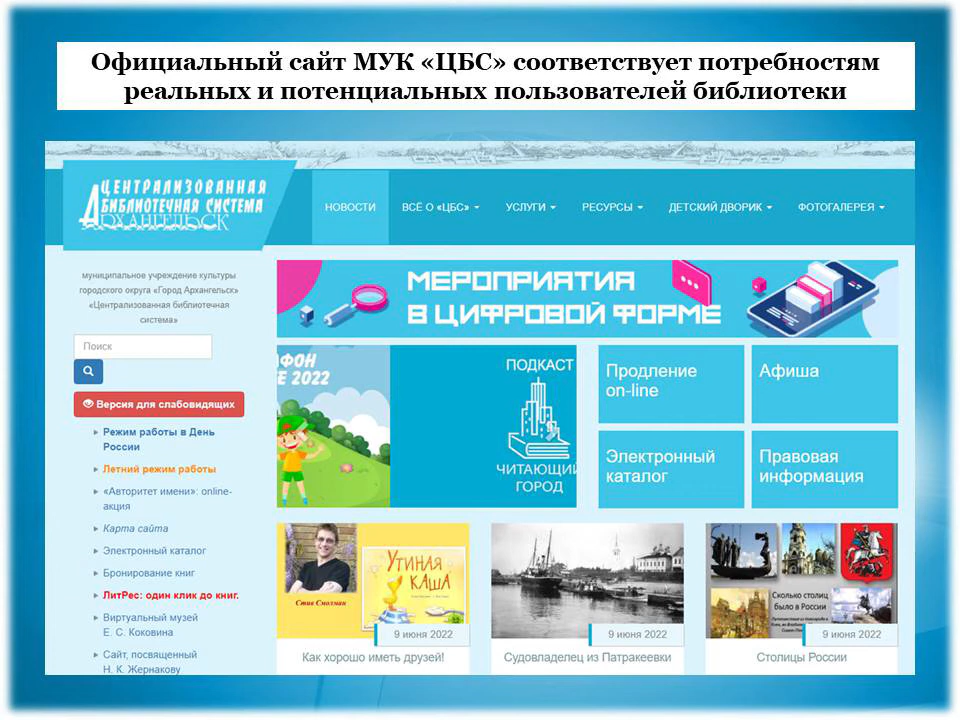 Официальный сайт МУК «ЦБС» соответствует потребностям
реальных и потенциальных пользователей библиотеки
ЦЕНТРАЛИЗОВАННАЯ
БИБЛИОТЕЧНАЯ СИСТЕМА
АРХАНГЕЛЬСК
НОВОСТИ
ВСЁ О «ЦБС»
УСЛУГИ
РЕСУРСЫ
ДЕТСКИЙ ДВОРИК
ФОТОГАЛЕРЕЯ
муниципальное учреждение культуры
городского округа «Город Архангельск»
«Централизованная библиотечная
система»
Поиск
Версия для слабовидящих
Режим работы в День
России
Летний режим работы
«Авторитет имени»: online-
акция
Карта сайта
Электронный каталог
Бронирование книг
ЛитРес: один клик до книг.
Виртуальный музей
Е. С. Коковина
Сайт, посвященный
Н. К. Жернакову
МЕРОПРИЯТИЯ
В ЦИФРОВОЙ ФОРМЕ
АФОН
Е 2022
ПОДКАСТ
ЧИТАЮЩИЙ
ГОРОД
Продление
on-line
Афиша
Электронный
каталог
Правовая
информация
Стив Смолман
УТИНАЯ
КАША
9 июня 2022
Как хорошо иметь друзей!
9 июня 2022
Судовладелец из Патракеевки
Сколько столиц
было в России
9 июня 2022
Столицы России